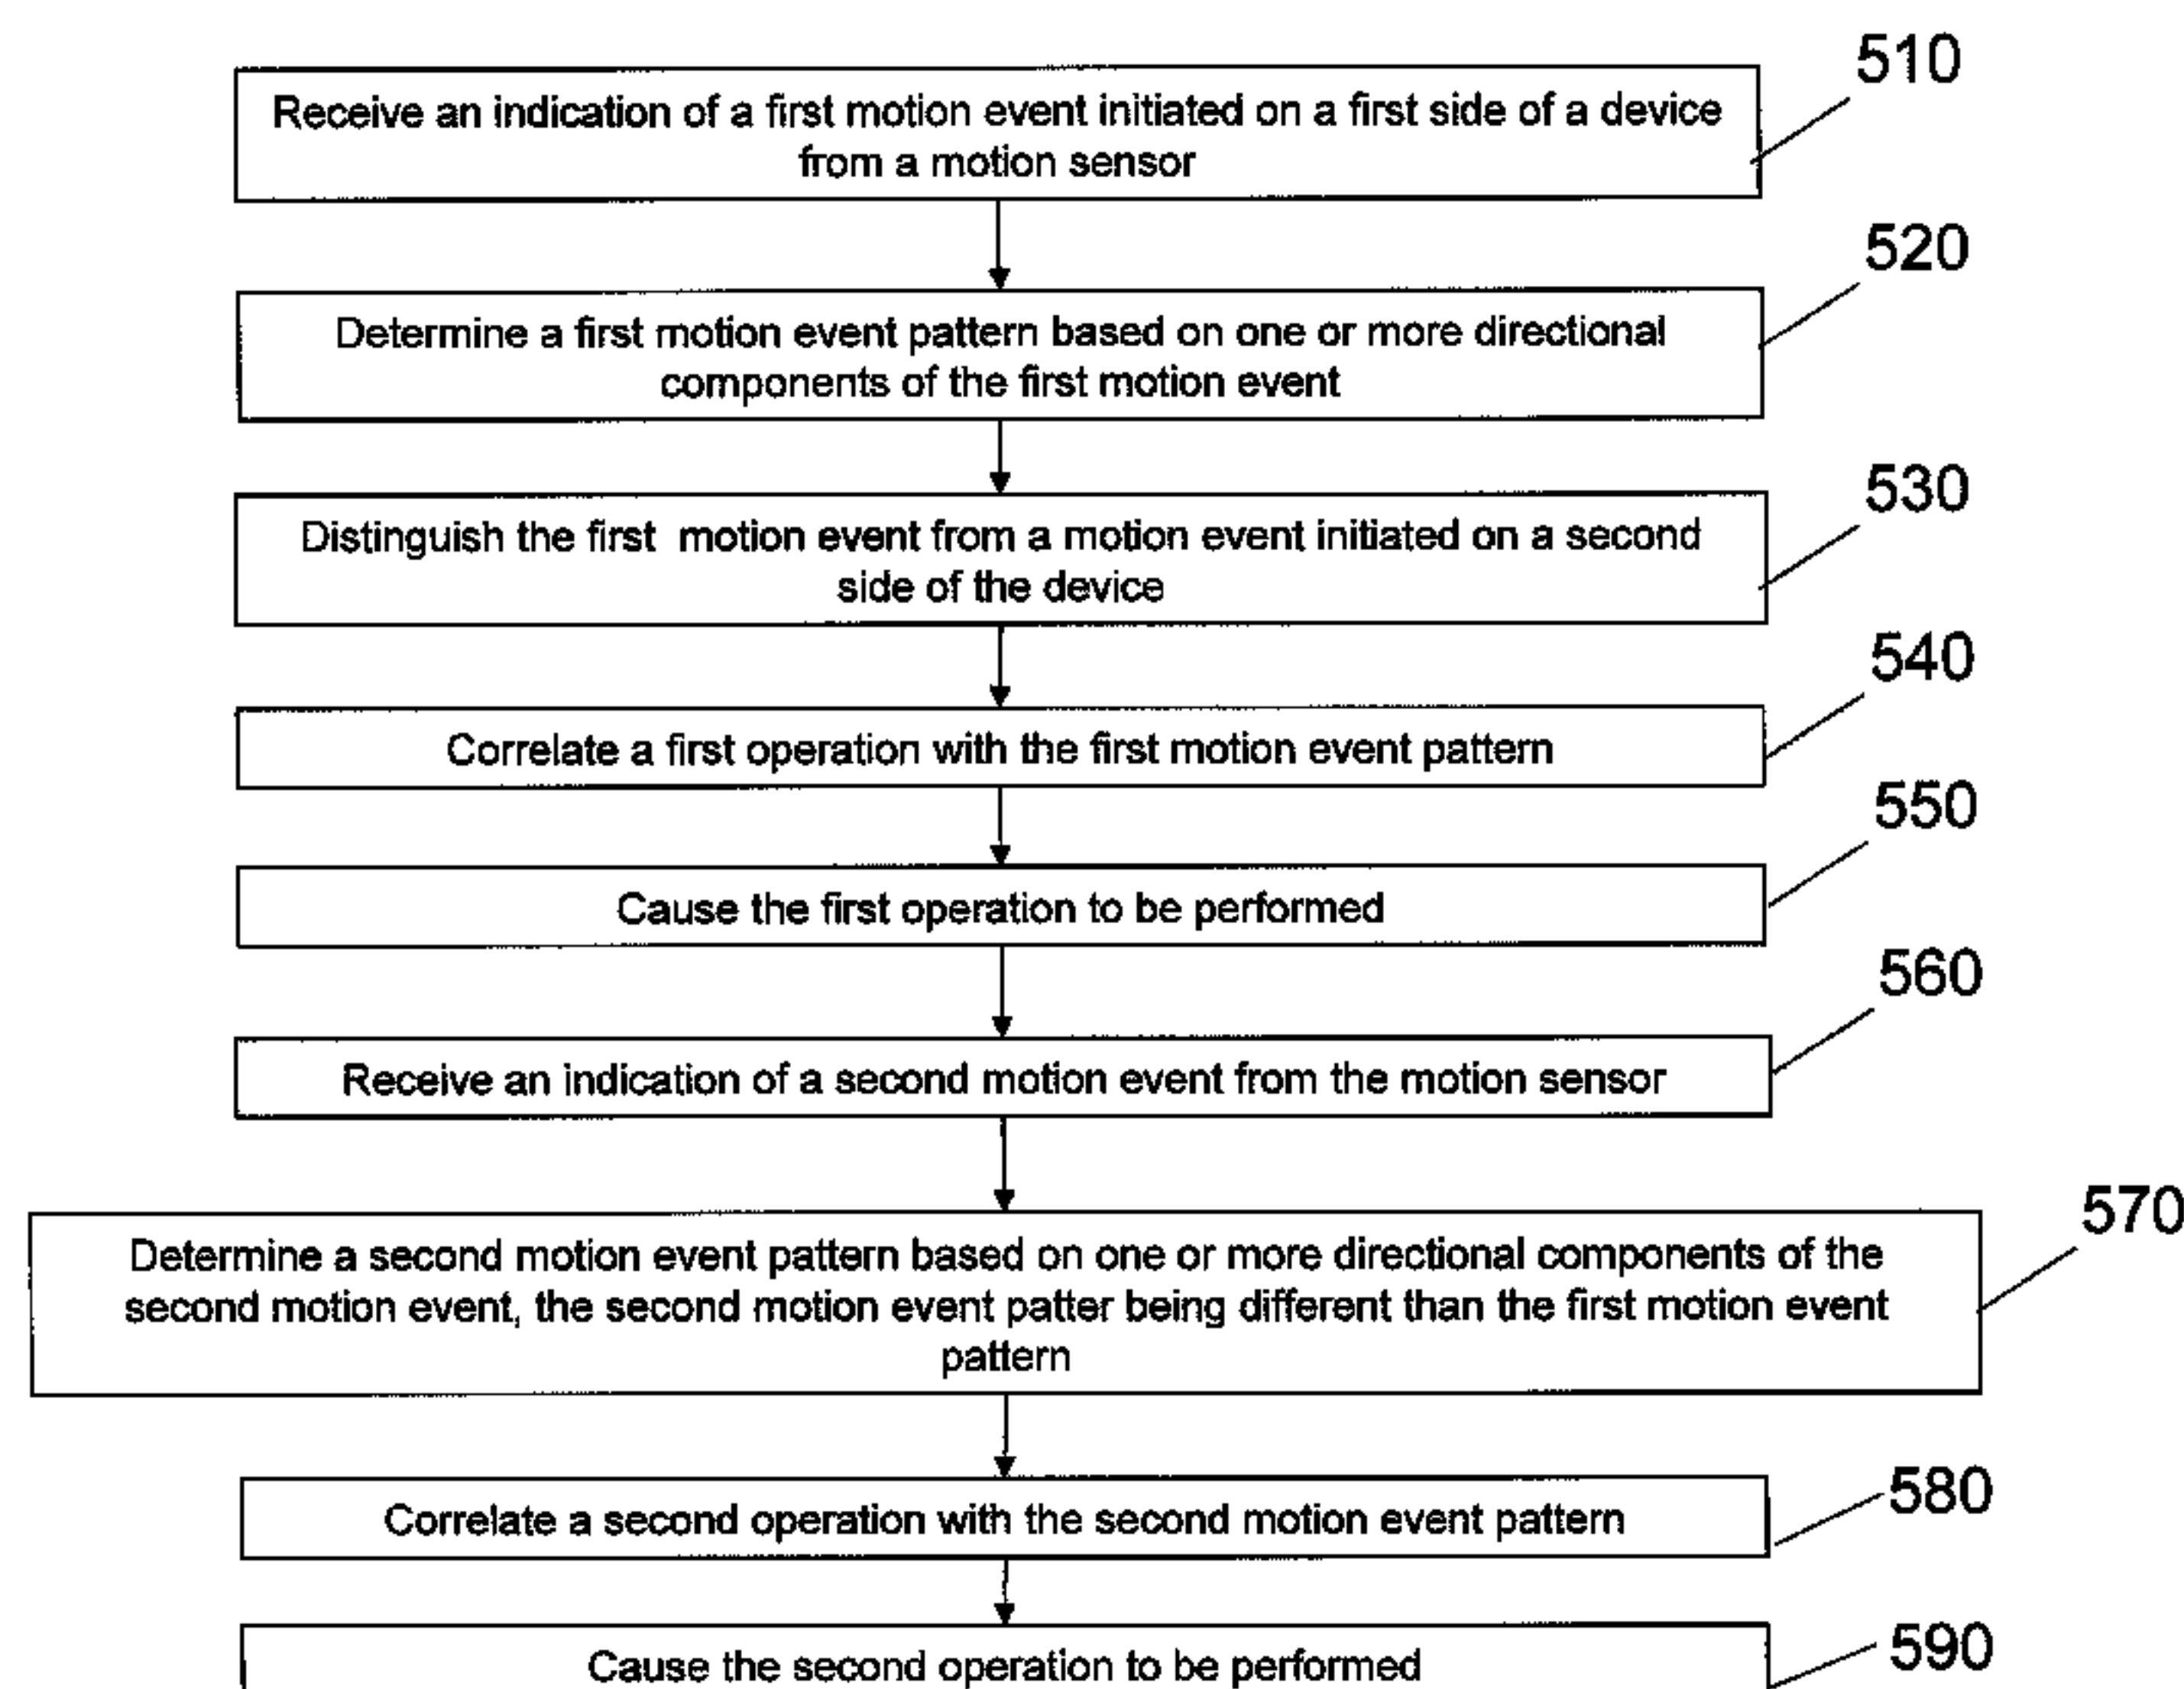 510
Receive an indication of a first motion event initiated on a first side of a device
from a motion sensor
520
Determine a first motion event pattern based on one or more directional
components of the first motion event
530
Distinguish the first motion event from a motion event initiated on a second
side of the device
540
Correlate a first operation with the first motion event pattern
550
Cause the first operation to be performed
560
Receive an indication of a second motion event from the motion sensor
570
Determine a second motion event pattern based on one or more directional components of the
second motion event, the second motion event patter being different than the first motion event
pattern
580
Correlate a second operation with the second motion event pattern
590
Cause the second operation to be performed